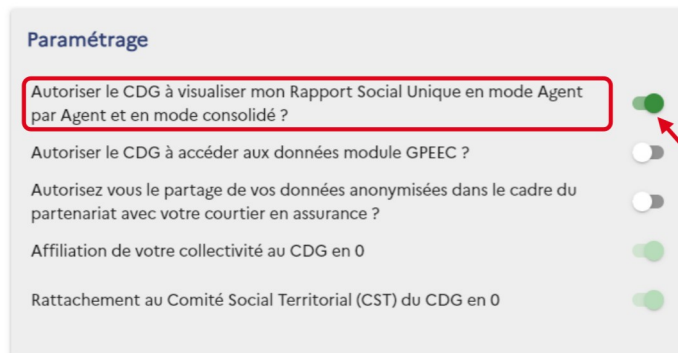 Paramétrage
Autoriser le CDG à visualiser mon Rapport Social Unique en mode Agent
par Agent et en mode consolidé ?
Autoriser le CDG à accéder aux données module GPEEC ?
Autorisez vous le partage de vos données anonymisées dans le cadre du
partenariat avec votre courtier en assurance ?
Affiliation de votre collectivité au CDG en 0
Rattachement au Comité Social Territorial (CST) du CDG en 0